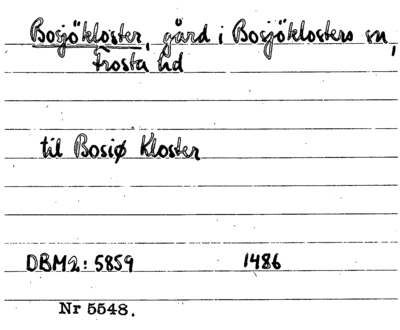 Bosjökloster, gård i Bosjöklosters sn,
Frosta hd
til Bosiø Kloster
DBM2: 5859 1486
Nr 5548.